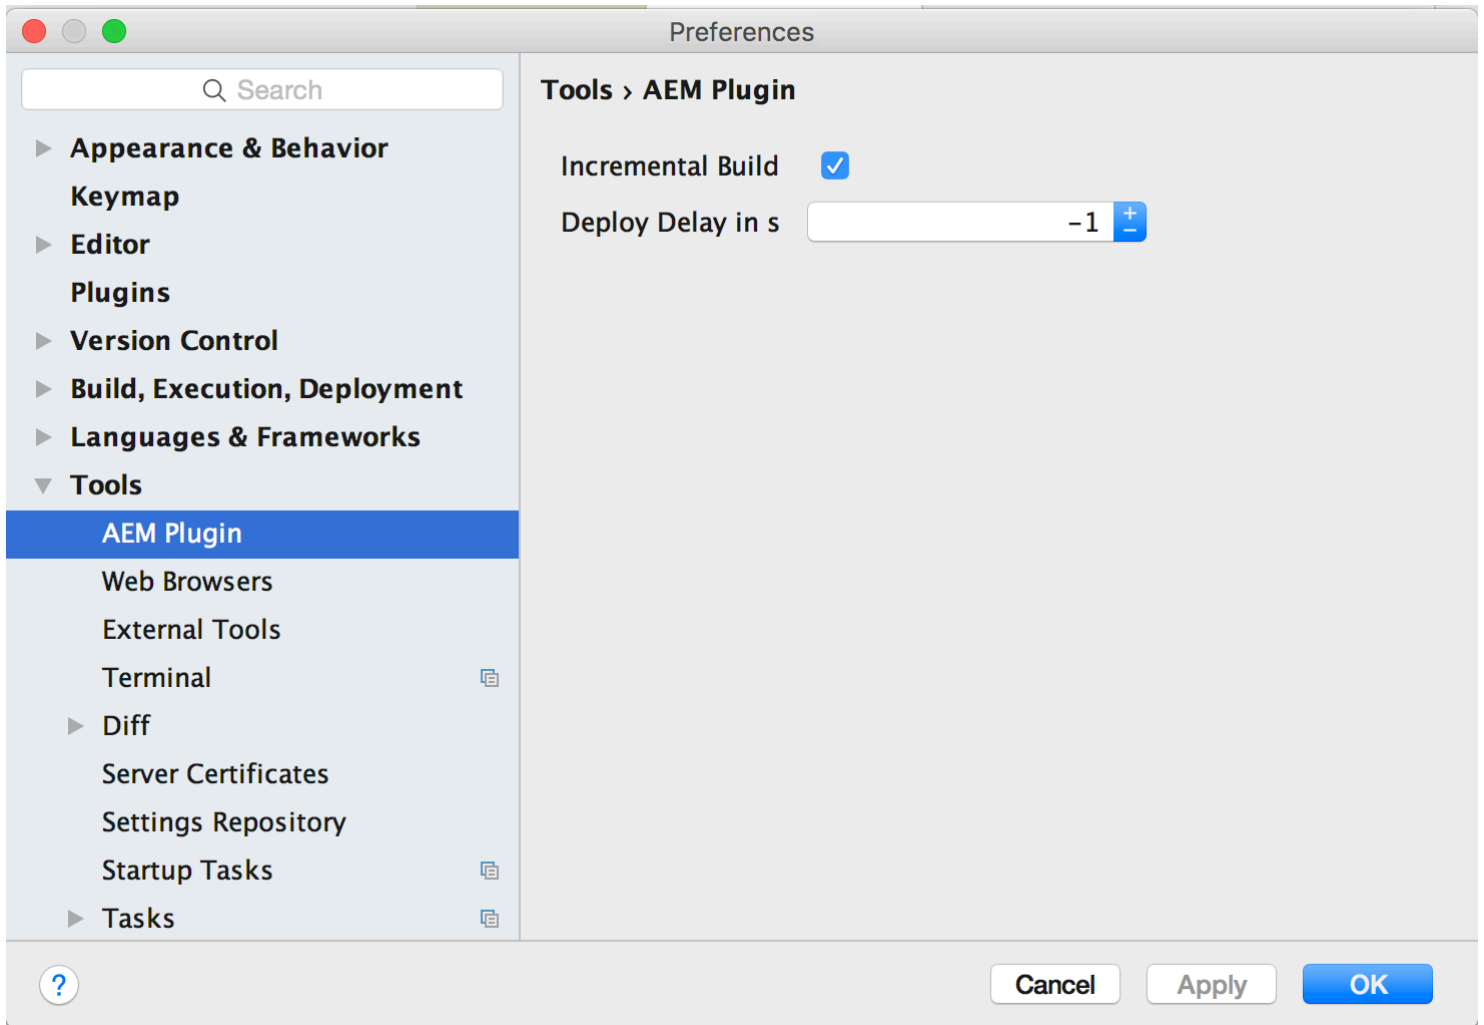 Preferences
Search
Appearance & Behavior
Keymap
Editor
Plugins
Version Control
Build, Execution, Deployment
Languages & Frameworks
Tools
AEM Plugin
Web Browsers
External Tools
Terminal
Diff
Server Certificates
Settings Repository
Startup Tasks
Tasks
Tools › AEM Plugin
Incremental Build
Deploy Delay in s
-1
?
Cancel
Apply
OK